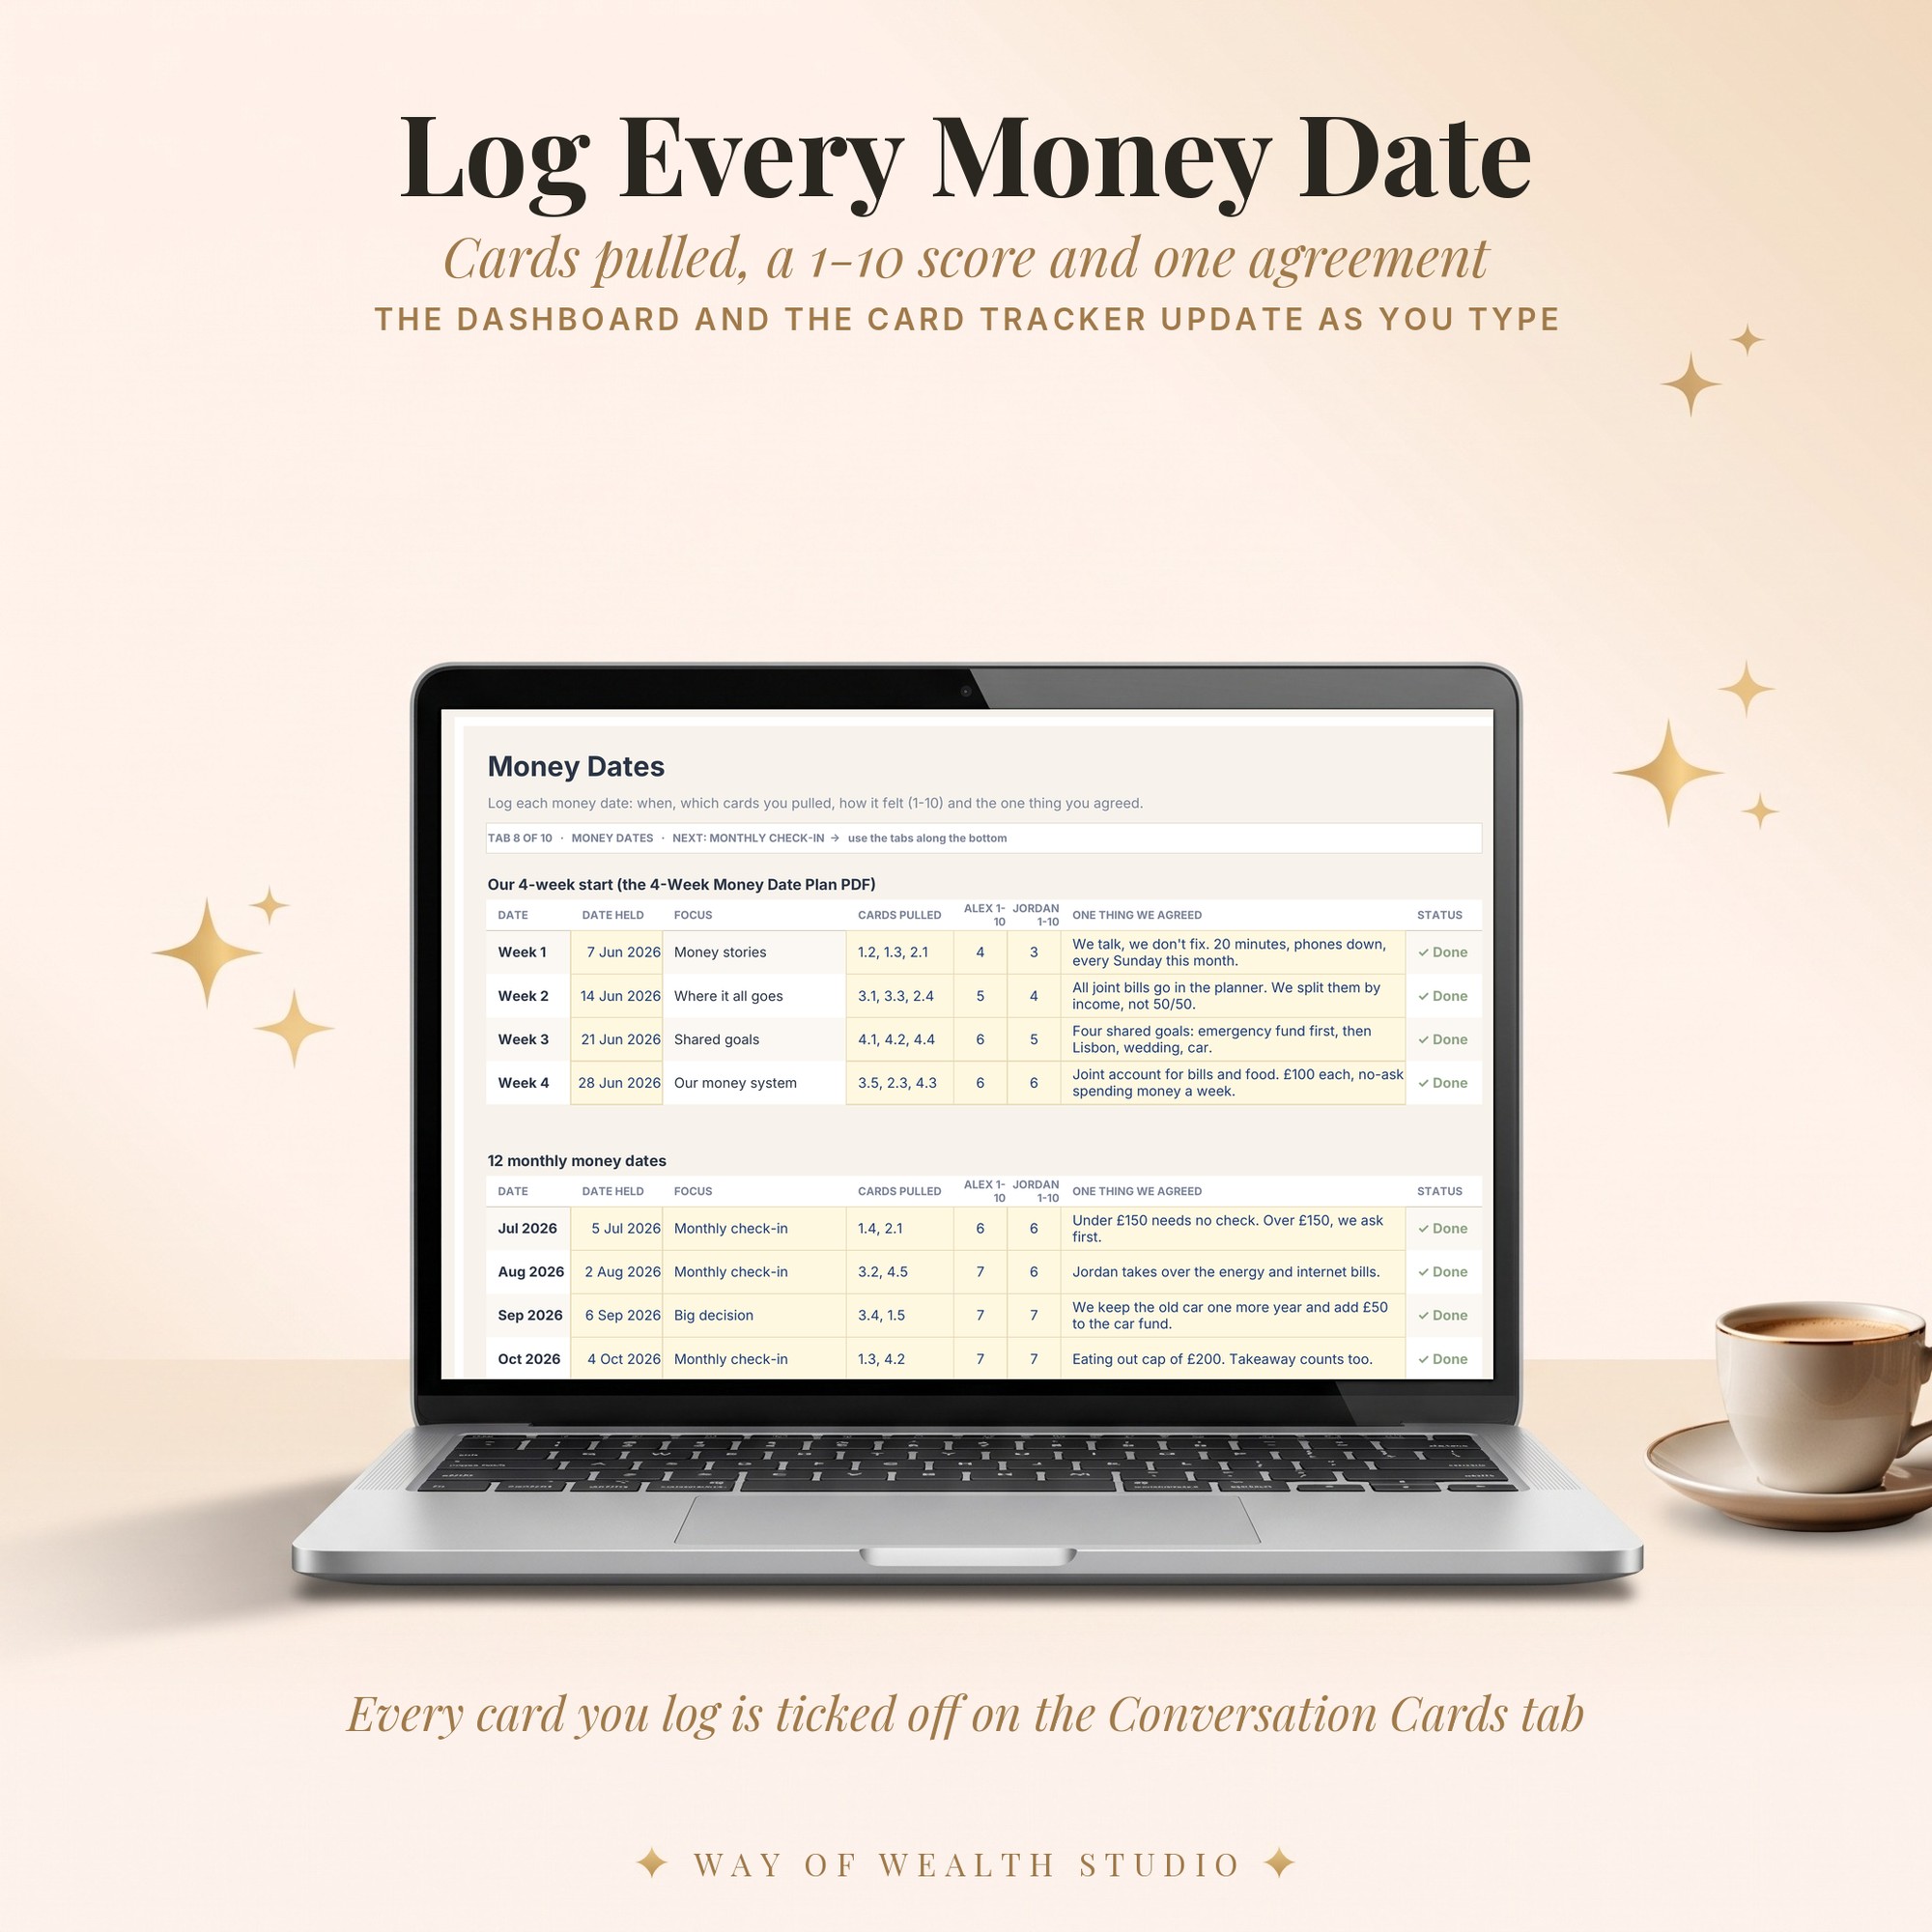 Log Every Money Date
Cards pulled, a 1–10 score and one agreement
THE DASHBOARD AND THE CARD TRACKER UPDATE AS YOU TYPE
Money Dates
Log each money date: when, which cards you pulled, how it felt (1-10) and the one thing you agreed.
TAB 8 OF 10 · MONEY DATES · NEXT: MONTHLY CHECK-IN → use the tabs along the bottom
Our 4-week start (the 4-Week Money Date Plan PDF)
DATE DATE HELD FOCUS CARDS PULLED ALEX 1-10 JORDAN 1-10 ONE THING WE AGREED STATUS
Week 1 7 Jun 2026 Money stories 1.2, 1.3, 2.1 4 3 We talk, we don't fix. 20 minutes, phones down, every Sunday this month. ✓ Done
Week 2 14 Jun 2026 Where it all goes 3.1, 3.3, 2.4 5 4 All joint bills go in the planner. We split them by income, not 50/50. ✓ Done
Week 3 21 Jun 2026 Shared goals 4.1, 4.2, 4.4 6 5 Four shared goals: emergency fund first, then Lisbon, wedding, car. ✓ Done
Week 4 28 Jun 2026 Our money system 3.5, 2.3, 4.3 6 6 Joint account for bills and food. £100 each, no-ask spending money a week. ✓ Done
12 monthly money dates
DATE DATE HELD FOCUS CARDS PULLED ALEX 1-10 JORDAN 1-10 ONE THING WE AGREED STATUS
Jul 2026 5 Jul 2026 Monthly check-in 1.4, 2.1 6 6 Under £150 needs no check. Over £150, we ask first. ✓ Done
Aug 2026 2 Aug 2026 Monthly check-in 3.2, 4.5 7 6 Jordan takes over the energy and internet bills. ✓ Done
Sep 2026 6 Sep 2026 Big decision 3.4, 1.5 7 7 We keep the old car one more year and add £50 to the car fund. ✓ Done
Oct 2026 4 Oct 2026 Monthly check-in 1.3, 4.2 7 7 Eating out cap of £200. Takeaway counts too. ✓ Done
Every card you log is ticked off on the Conversation Cards tab
WAY OF WEALTH STUDIO